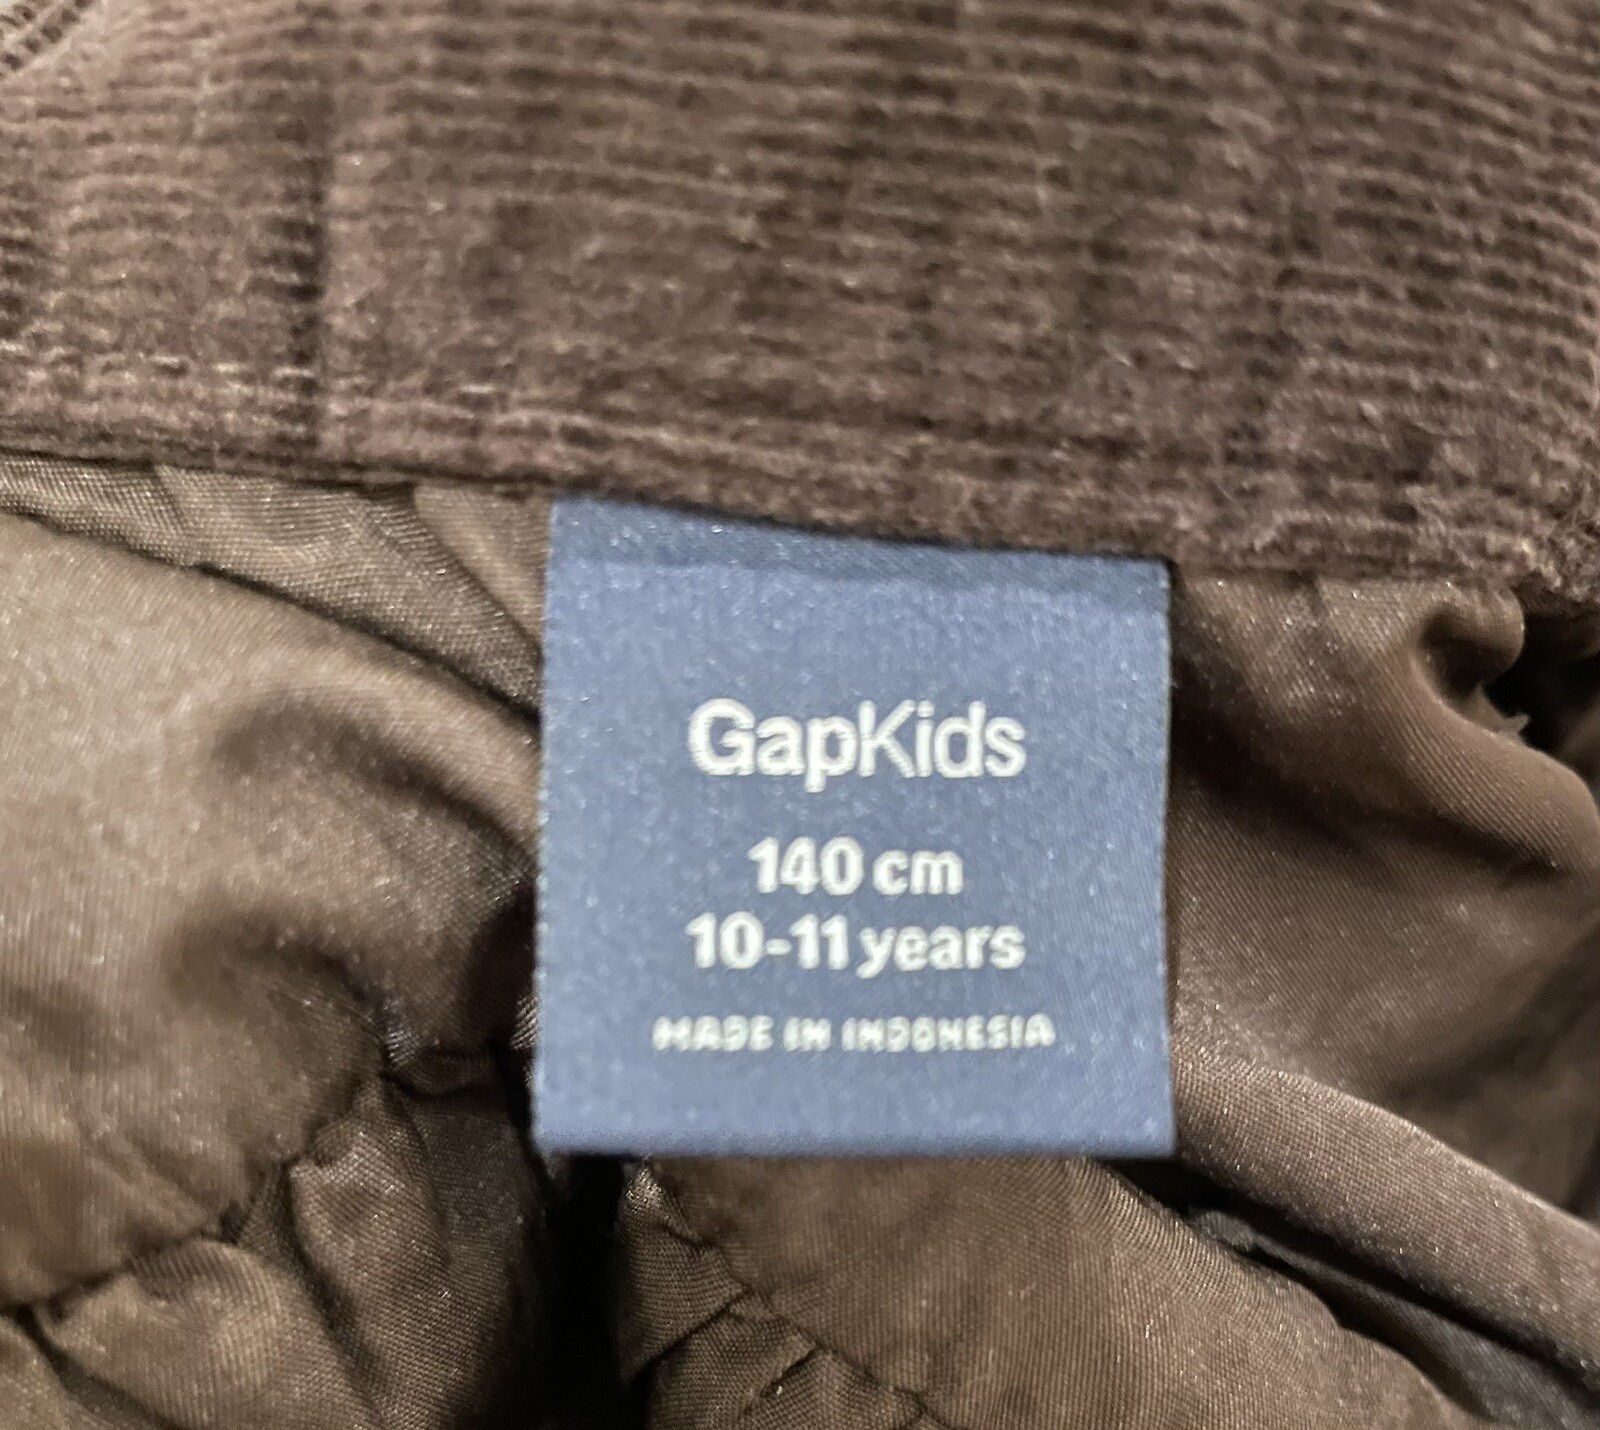 GapKids
140 cm
10-11 years
MADE IN INDONESIA